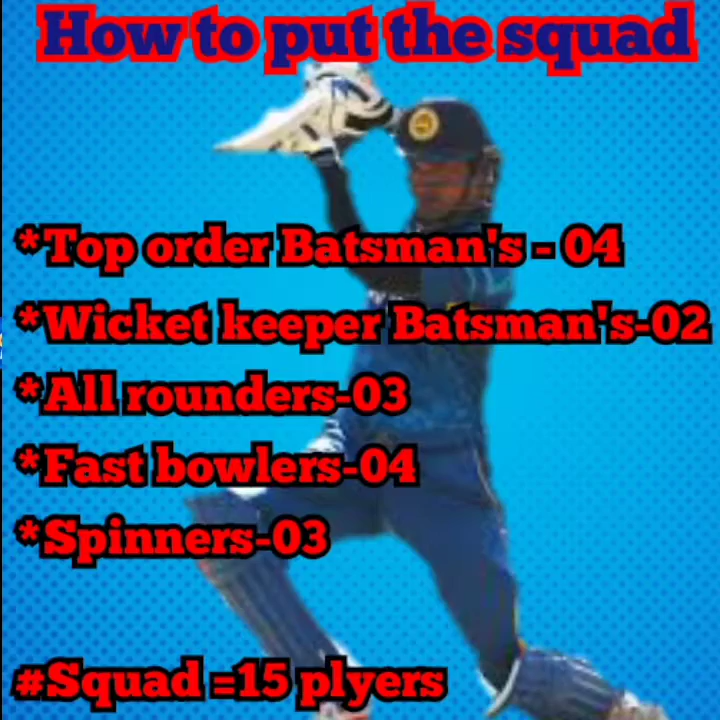 How to put the squad
*Top order Batsman's - 04
*Wicket keeper Batsman's-02
*All rounders-03
*Fast bowlers-04
*Spinners-03
#Squad =15 plyers